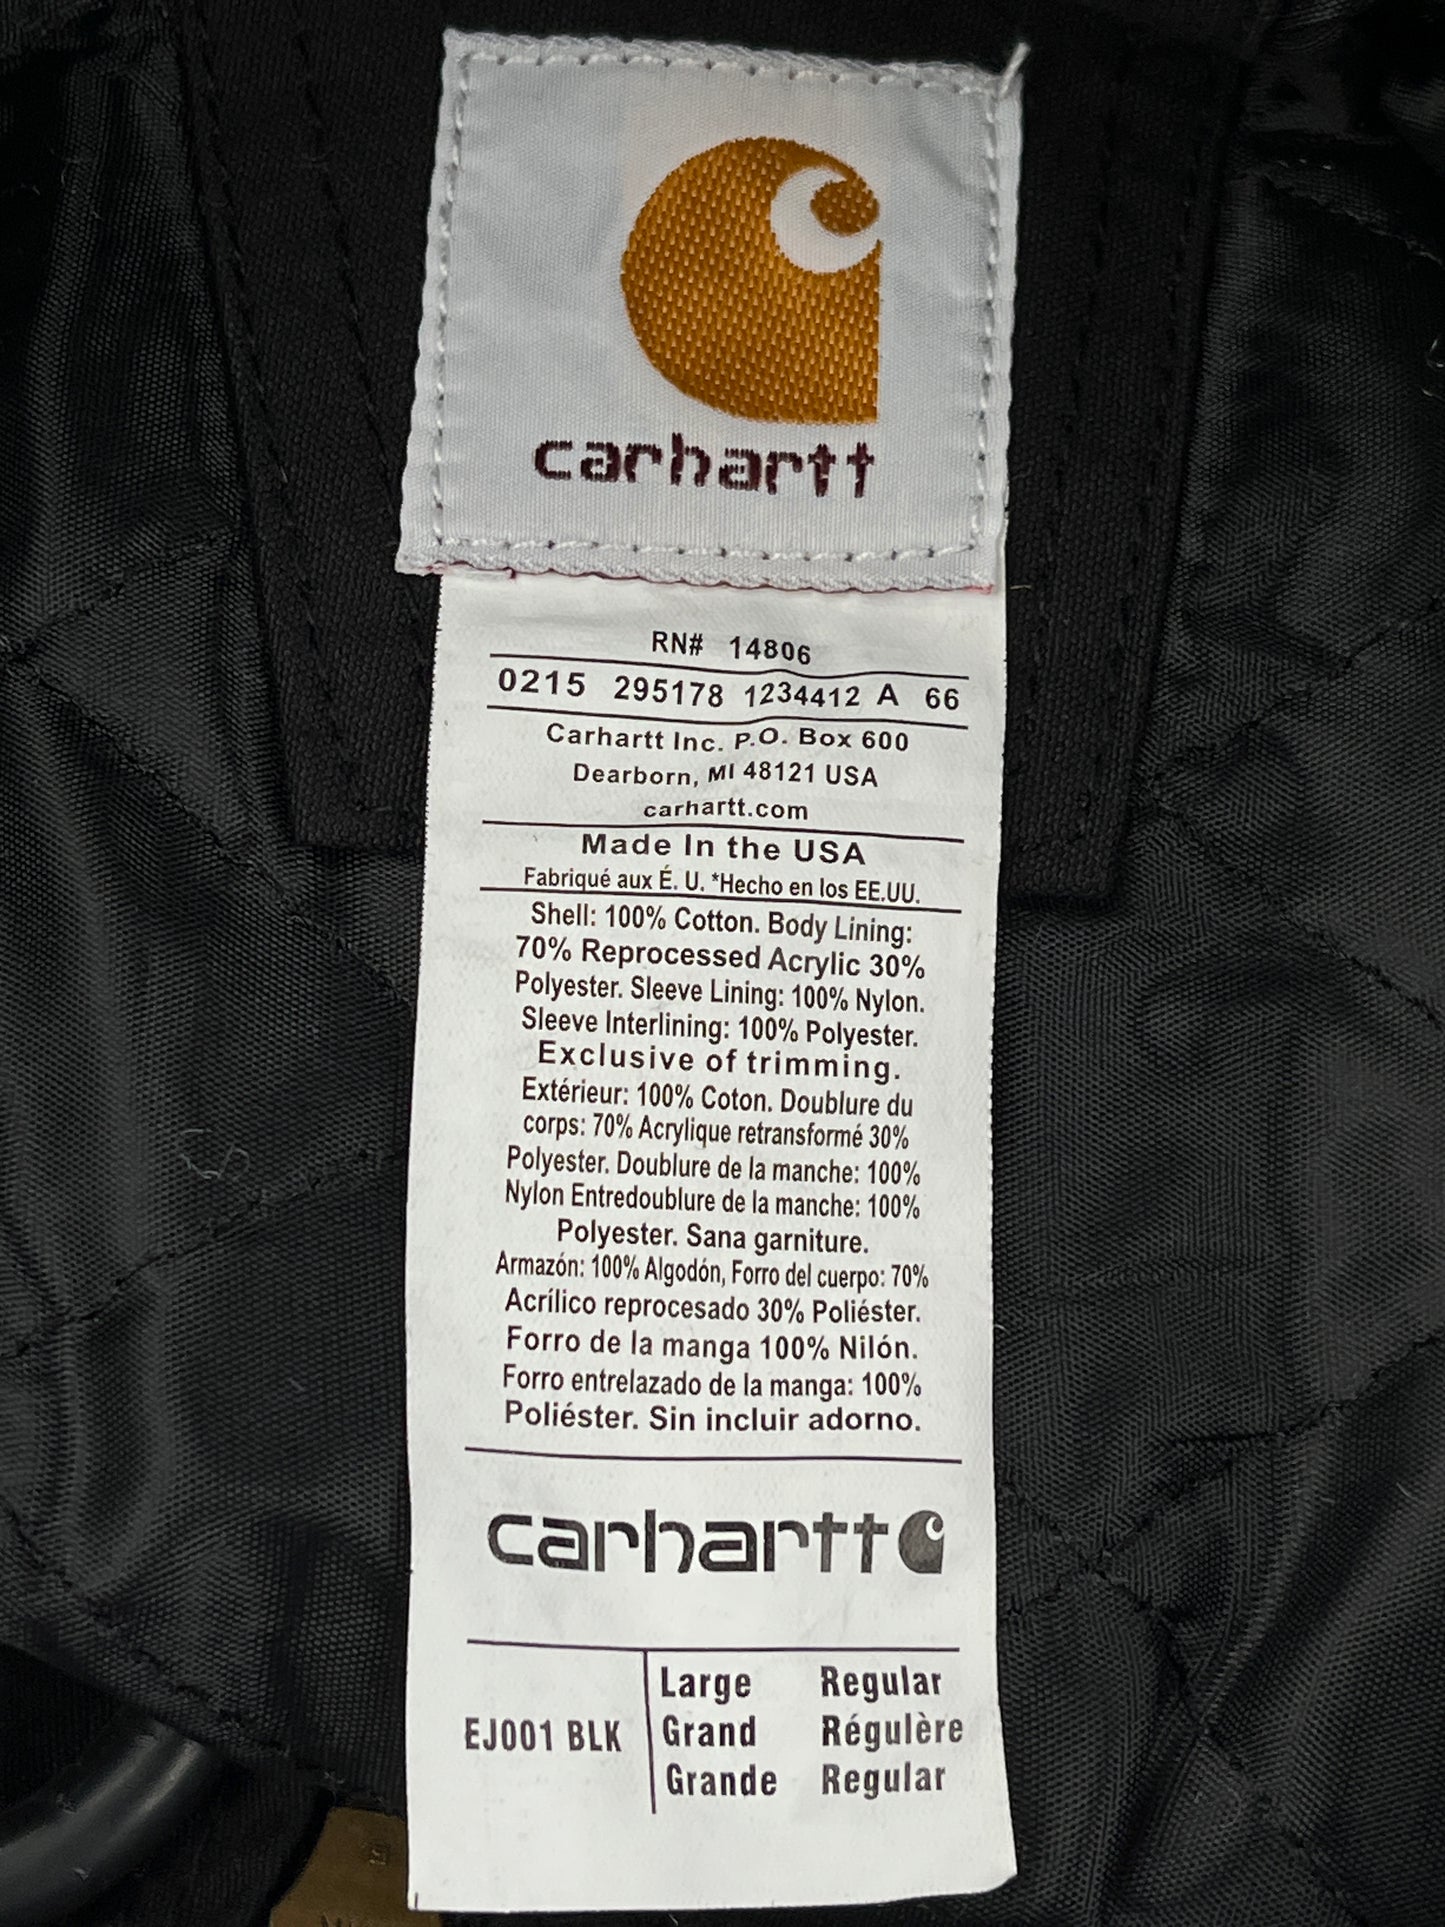 carhartt
RN# 14806
0215 295178 1234412 A 66
Carhartt Inc. P.O. Box 600
Dearborn, MI 48121 USA
carhartt.com
Made In the USA
Fabriqué aux É. U. *Hecho en los EE.UU.
Shell: 100% Cotton. Body Lining:
70% Reprocessed Acrylic 30%
Polyester. Sleeve Lining: 100% Nylon.
Sleeve Interlining: 100% Polyester.
Exclusive of trimming.
Extérieur: 100% Coton. Doublure du
corps: 70% Acrylique retransformé 30%
Polyester. Doublure de la manche: 100%
Nylon Entredoublure de la manche: 100%
Polyester. Sana garniture.
Armazón: 100% Algodón, Forro del cuerpo: 70%
Acrílico reprocesado 30% Poliéster.
Forro de la manga 100% Nilón.
Forro entrelazado de la manga: 100%
Poliéster. Sin incluir adorno.
carhartt
EJ001 BLK
Large Regular
Grand Régulère
Grande Regular